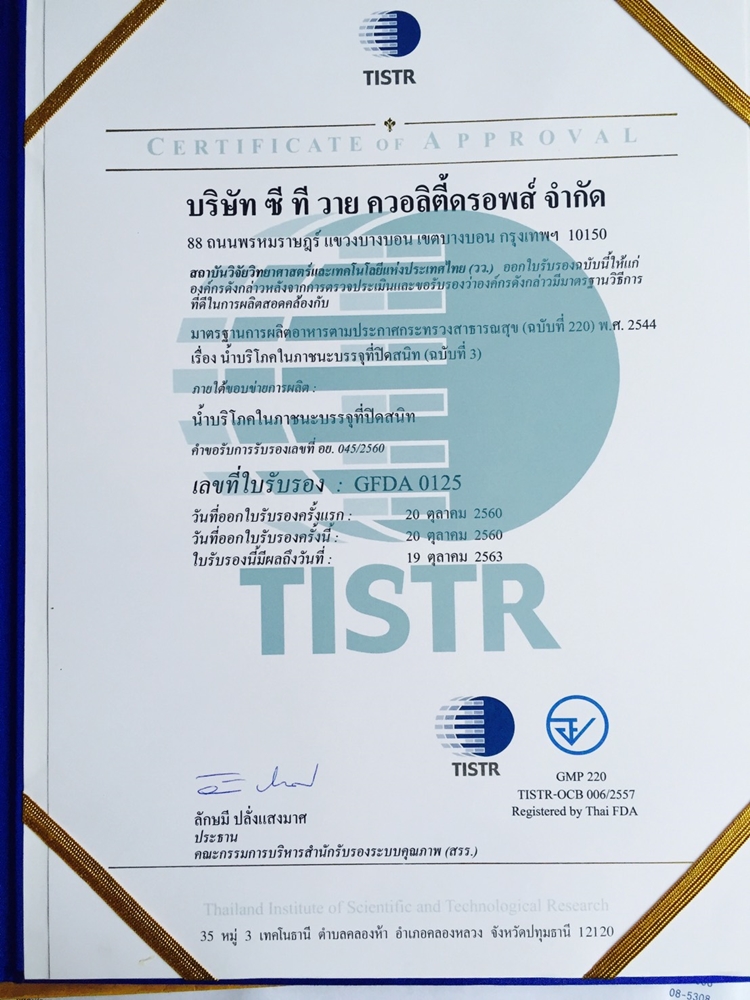 TISTR
CERTIFICATE OF APPROVAL
บริษัท ซี ที วาย ควอลิตี้ดรอพส์ จำกัด
88 ถนนพรหมราษฎร์ แขวงบางบอน เขตบางบอน กรุงเทพฯ 10150
สถาบันวิจัยวิทยาศาสตร์และเทคโนโลยีแห่งประเทศไทย (วว.) ออกใบรับรองฉบับนี้ให้แก่
องค์กรดังกล่าวหลังจากการตรวจประเมินและขอรับรองว่าองค์กรดังกล่าวมีมาตรฐานวิธีการ
ที่ดีในการผลิตสอดคล้องกับ
มาตรฐานการผลิตอาหารตามประกาศกระทรวงสาธารณสุข (ฉบับที่ 220) พ.ศ. 2544
เรื่อง น้ำบริโภคในภาชนะบรรจุที่ปิดสนิท (ฉบับที่ 3)
ภายใต้ขอบข่ายการผลิต :
น้ำบริโภคในภาชนะบรรจุที่ปิดสนิท
คำขอรับการรับรองเลขที่ อย. 045/2560
เลขที่ใบรับรอง : GFDA 0125
วันที่ออกใบรับรองครั้งแรก : 20 ตุลาคม 2560
วันที่ออกใบรับรองครั้งนี้ : 20 ตุลาคม 2560
ใบรับรองนี้มีผลถึงวันที่ : 19 ตุลาคม 2563
TISTR
TISTR
GMP 220
TISTR-OCB 006/2557
Registered by Thai FDA
ลักษมี ปลั่งแสงมาศ
ประธาน
คณะกรรมการบริหารสำนักรับรองระบบคุณภาพ (สรร.)
Thailand Institute of Scientific and Technological Research
35 หมู่ 3 เทคโนธานี ตำบลคลองห้า อำเภอคลองหลวง จังหวัดปทุมธานี 12120